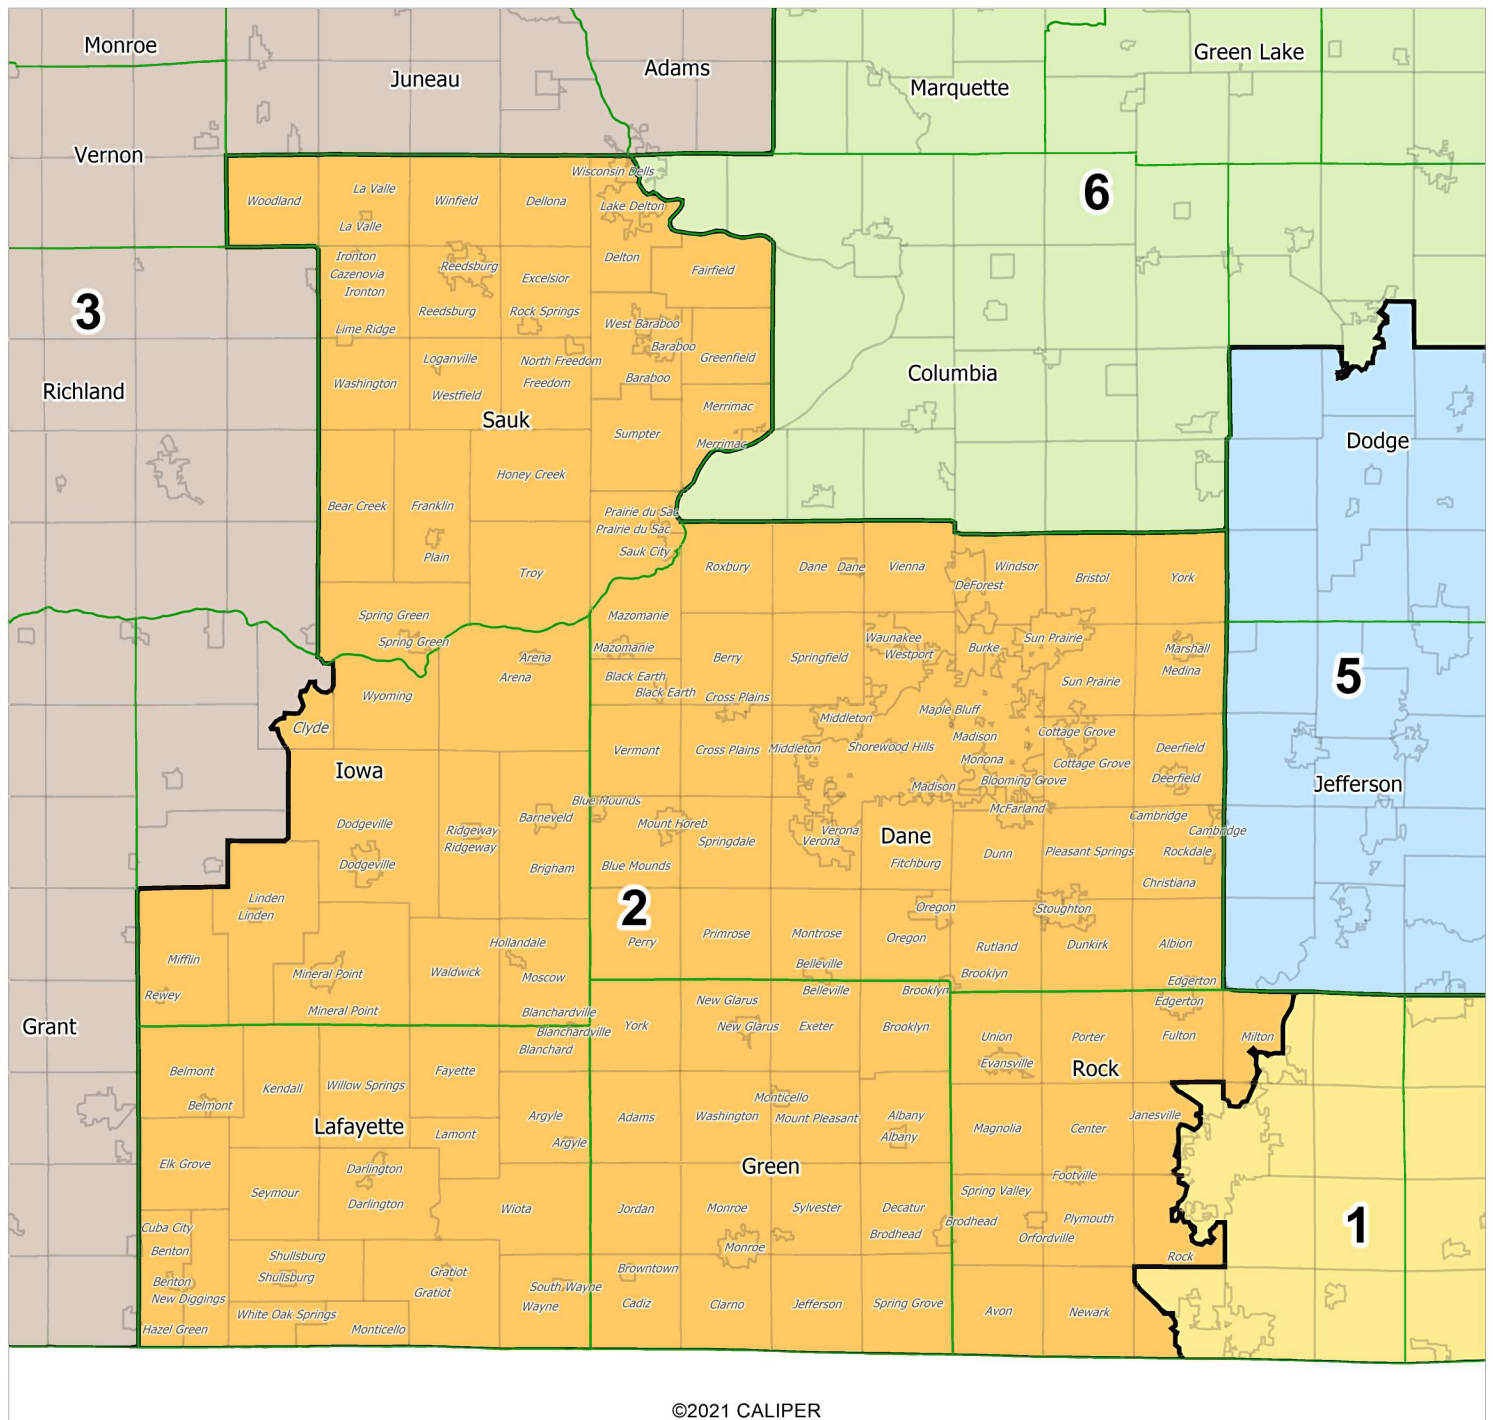 Monroe
Juneau
Adams
Marquette
Green Lake
Vernon
Wisconsin Dells
6
La Valle
Woodland
Winfield
Dellona
Lake Delton
La Valle
Ironton
Reedsburg
Delton
Cazenovia
Excelsior
Fairfield
Ironton
3
Reedsburg
Rock Springs
Lime Ridge
West Baraboo
Baraboo
Loganville
North Freedom
Greenfield
Columbia
Washington
Freedom
Baraboo
Richland
Westfield
Merrimac
Sauk
Sumpter
Merrimac
Dodge
Honey Creek
Bear Creek
Franklin
Prairie du Sac
Prairie du Sac
Sauk City
Plain
Troy
Roxbury
Dane
Dane
Vienna
Windsor
DeForest
Bristol
York
Spring Green
Mazomanie
Spring Green
Waunakee
Sun Prairie
Mazomanie
Berry
Springfield
Westport
Burke
Marshall
Arena
Medina
Arena
Black Earth
Sun Prairie
5
Wyoming
Black Earth
Cross Plains
Maple Bluff
Clyde
Middleton
Cottage Grove
Vermont
Cross Plains
Middleton
Shorewood Hills
Madison
Deerfield
Iowa
Monona
Cottage Grove
Madison
Blooming Grove
Deerfield
Jefferson
Blue Mounds
McFarland
Dodgeville
Barneveld
Mount Horeb
Cambridge
Ridgeway
Verona
Dane
Cambridge
Ridgeway
Springdale
Verona
Dodgeville
Brigham
Blue Mounds
Fitchburg
Dunn
Pleasant Springs
Rockdale
Christiana
Linden
Linden
2
Oregon
Stoughton
Hollandale
Perry
Primrose
Montrose
Oregon
Rutland
Dunkirk
Albion
Mifflin
Mineral Point
Waldwick
Moscow
Belleville
Brooklyn
Edgerton
Rewey
Belleville
Brooklyn
New Glarus
Edgerton
Mineral Point
Blanchardville
Grant
Blanchardville
York
New Glarus
Exeter
Brooklyn
Union
Porter
Fulton
Milton
Blanchard
Evansville
Rock
Belmont
Kendall
Willow Springs
Fayette
Belmont
Monticello
Lafayette
Argyle
Adams
Washington
Mount Pleasant
Albany
Magnolia
Center
Janesville
Lamont
Argyle
Albany
Elk Grove
Darlington
Green
Footville
Seymour
Darlington
Wiota
Jordan
Monroe
Sylvester
Decatur
Spring Valley
1
Cuba City
Brodhead
Brodhead
Plymouth
Orfordville
Benton
Shullsburg
Monroe
Rock
Benton
Shullsburg
Gratiot
Browntown
New Diggings
Gratiot
South Wayne
White Oak Springs
Wayne
Cadiz
Clarno
Jefferson
Spring Grove
Avon
Newark
Hazel Green
Monticello
©2021 CALIPER